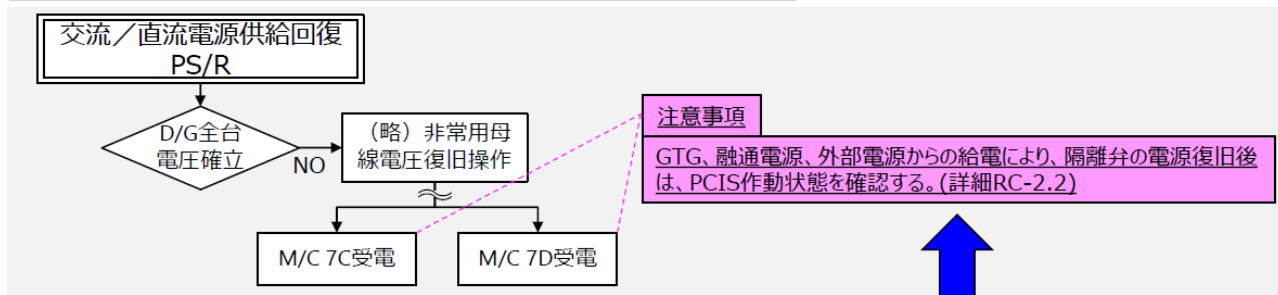 交流／直流電源供給回復
PS/R
D/G全台
電圧確立
NO
（略）非常用母
線電圧復旧操作
M/C 7C受電
M/C 7D受電
注意事項
GTG、融通電源、外部電源からの給電により、隔離弁の電源復旧後
は、PCIS作動状態を確認する。(詳細RC-2.2)